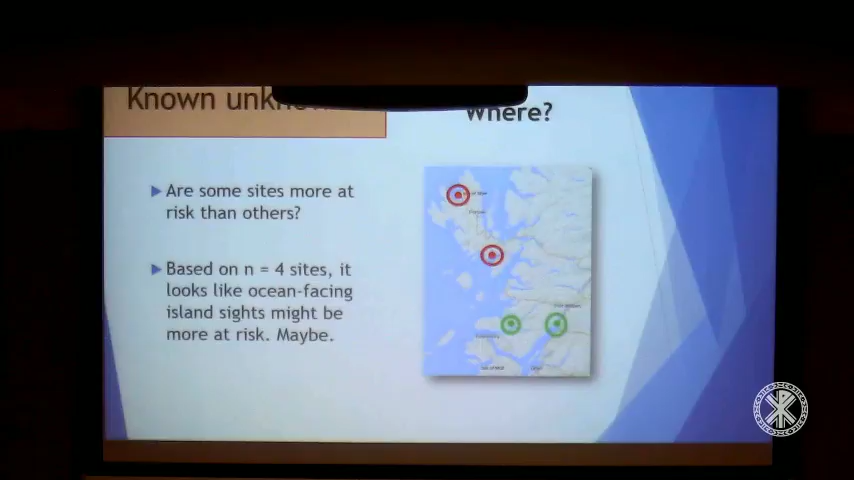 Known
Where?
Are some sites more at
risk than others?
Based on n = 4 sites, it
looks like ocean-facing
island sights might be
more at risk. Maybe.